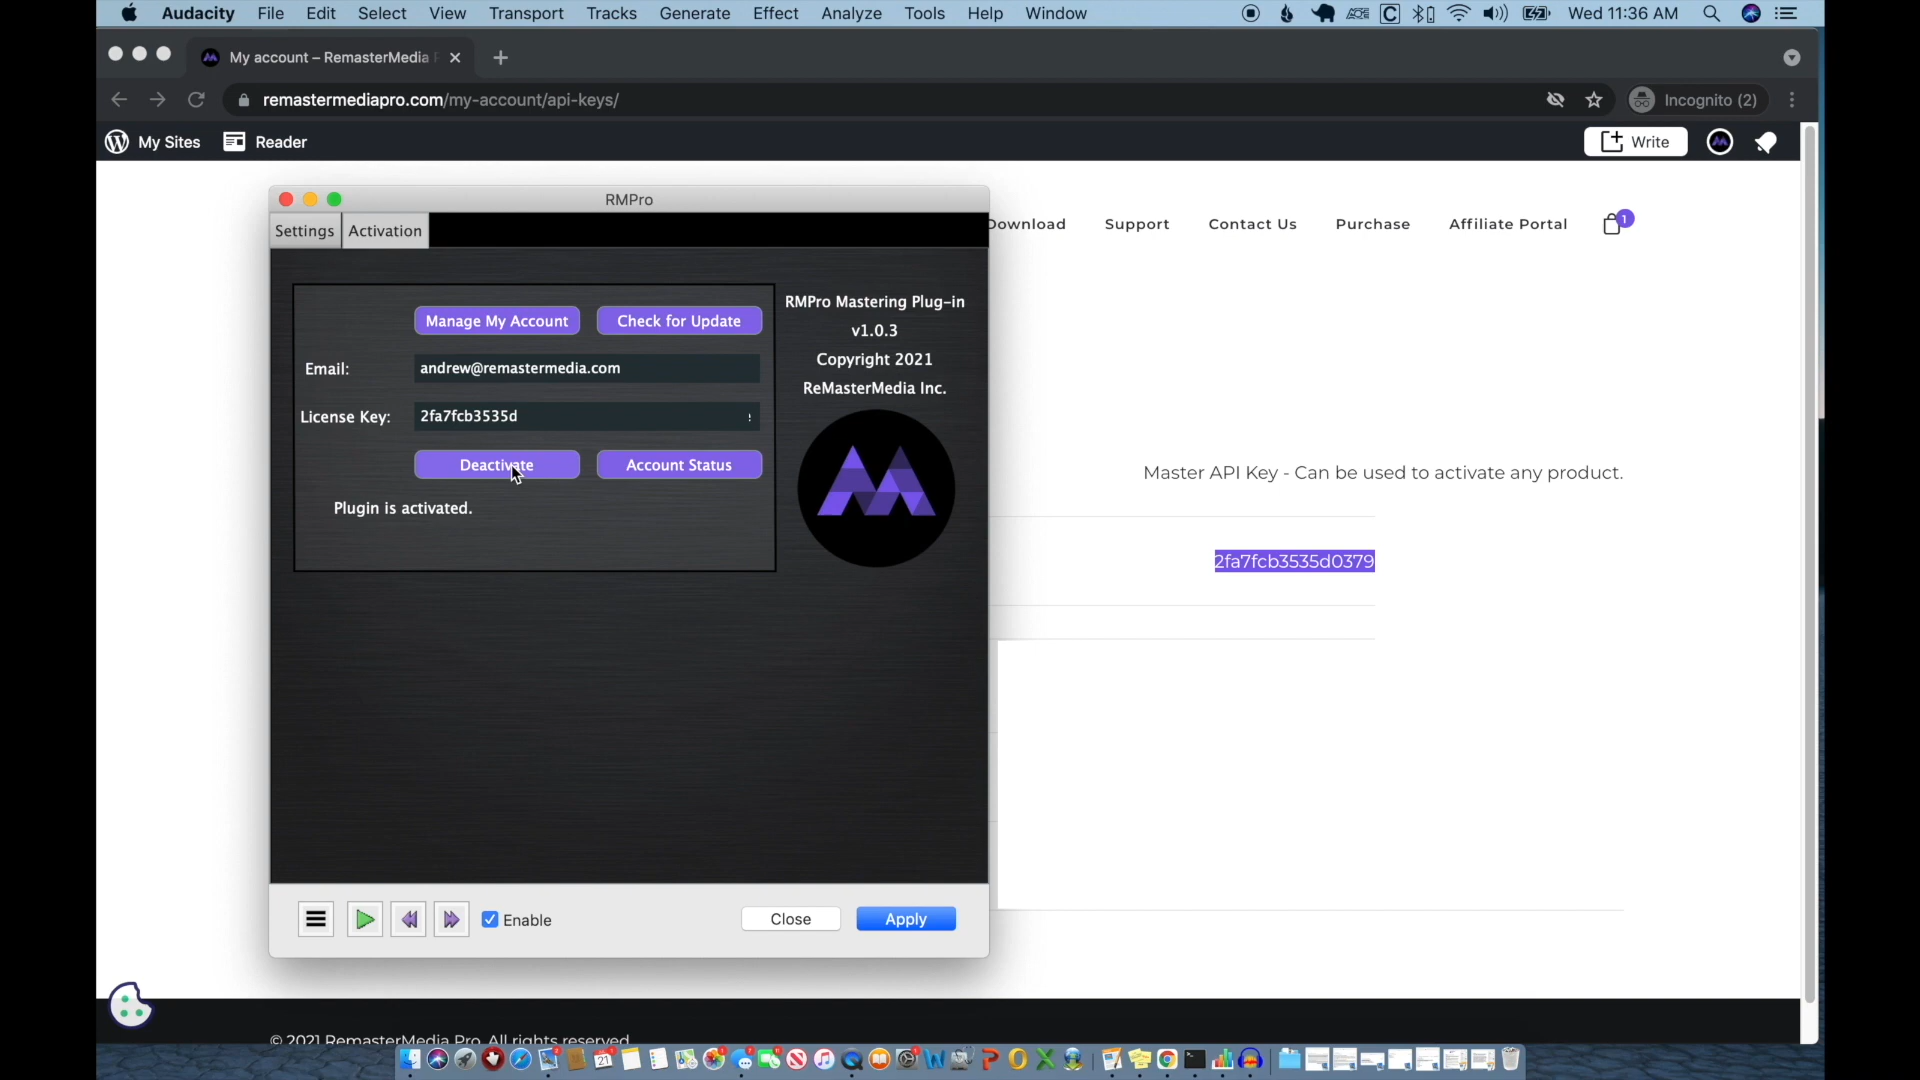 Audacity File Edit Select View Transport Tracks Generate Effect Analyze Tools Help Window Wed 11:36 AM
My account – RemasterMedia
remastermediapro.com/my-account/api-keys/ Incognito (2)
My Sites Reader Write
RMPro
Settings Activation
Download Support Contact Us Purchase Affiliate Portal 1
Manage My Account Check for Update
RMPro Mastering Plug-in
v1.0.3
Copyright 2021
ReMasterMedia Inc.
Email: andrew@remastermedia.com
License Key: 2fa7fcb3535d
Deactivate Account Status
Plugin is activated.
Master API Key - Can be used to activate any product.
2fa7fcb3535d0379
Enable Close Apply
© 2021 RemasterMedia Pro. All rights reserved